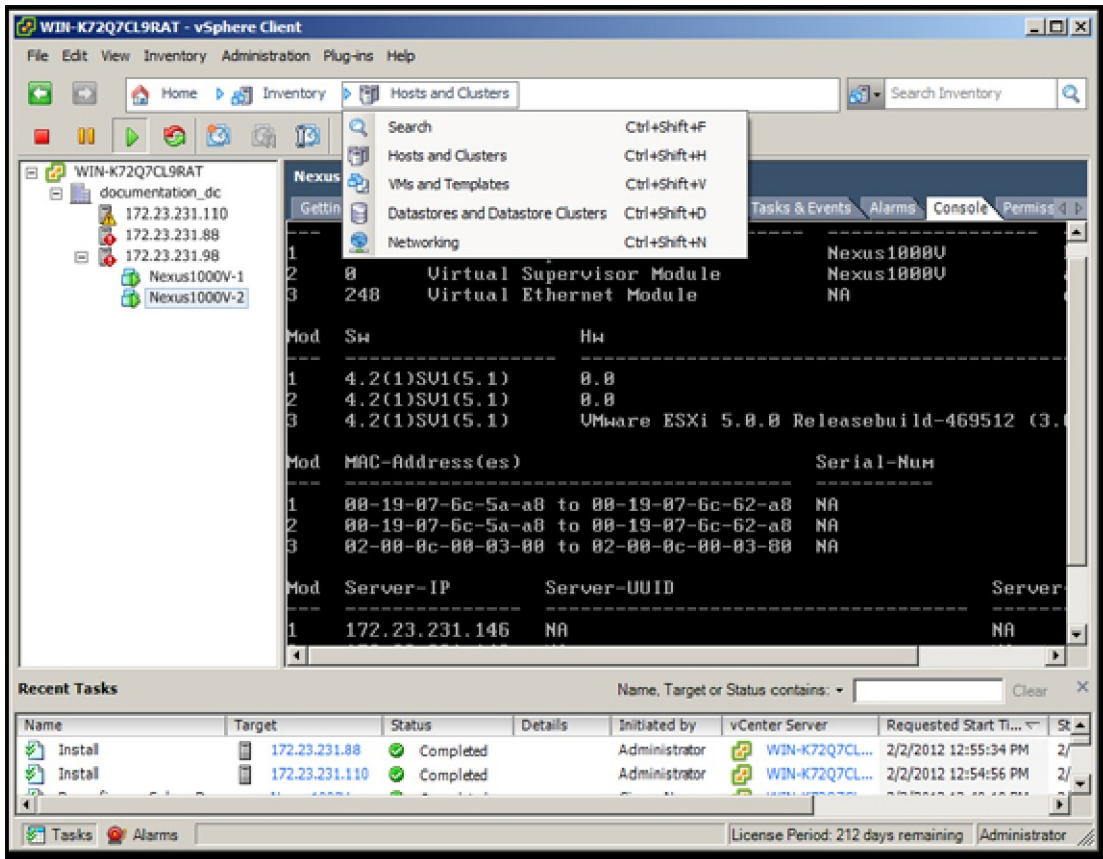 WIN-K72Q7CL9RAT - vSphere Client
File Edit View Inventory Administration Plug-ins Help
Home Inventory Hosts and Clusters Search Inventory
Search Ctrl+Shift+F
Hosts and Clusters Ctrl+Shift+H
VMs and Templates Ctrl+Shift+V
Datastores and Datastore Clusters Ctrl+Shift+D
Networking Ctrl+Shift+N
WIN-K72Q7CL9RAT
documentation_dc
172.23.231.110
172.23.231.88
172.23.231.98
Nexus1000V-1
Nexus1000V-2
Nexus
Gettin Tasks & Events Alarms Console Permiss
1 Nexus1000V
2 0 Virtual Supervisor Module Nexus1000V
3 248 Virtual Ethernet Module NA
Mod Sw Hw
--- ------------------ ------------------------------------------------
1 4.2(1)SV1(5.1) 0.0
2 4.2(1)SV1(5.1) 0.0
3 4.2(1)SV1(5.1) VMware ESXi 5.0.0 Releasebuild-469512 (3.
Mod MAC-Address(es) Serial-Num
--- -------------------------------------- ----------
1 00-19-07-6c-5a-a8 to 00-19-07-6c-62-a8 NA
2 00-19-07-6c-5a-a8 to 00-19-07-6c-62-a8 NA
3 02-00-0c-00-03-00 to 02-00-0c-00-03-80 NA
Mod Server-IP Server-UUID Server-
--- --------------- ------------------------------------ -------
1 172.23.231.146 NA NA
Recent Tasks
Name, Target or Status contains: Clear
Name Target Status Details Initiated by vCenter Server Requested Start Ti... St
Install 172.23.231.88 Completed Administrator WIN-K72Q7CL... 2/2/2012 12:55:34 PM 2/
Install 172.23.231.110 Completed Administrator WIN-K72Q7CL... 2/2/2012 12:54:56 PM 2/
Tasks Alarms License Period: 212 days remaining Administrator